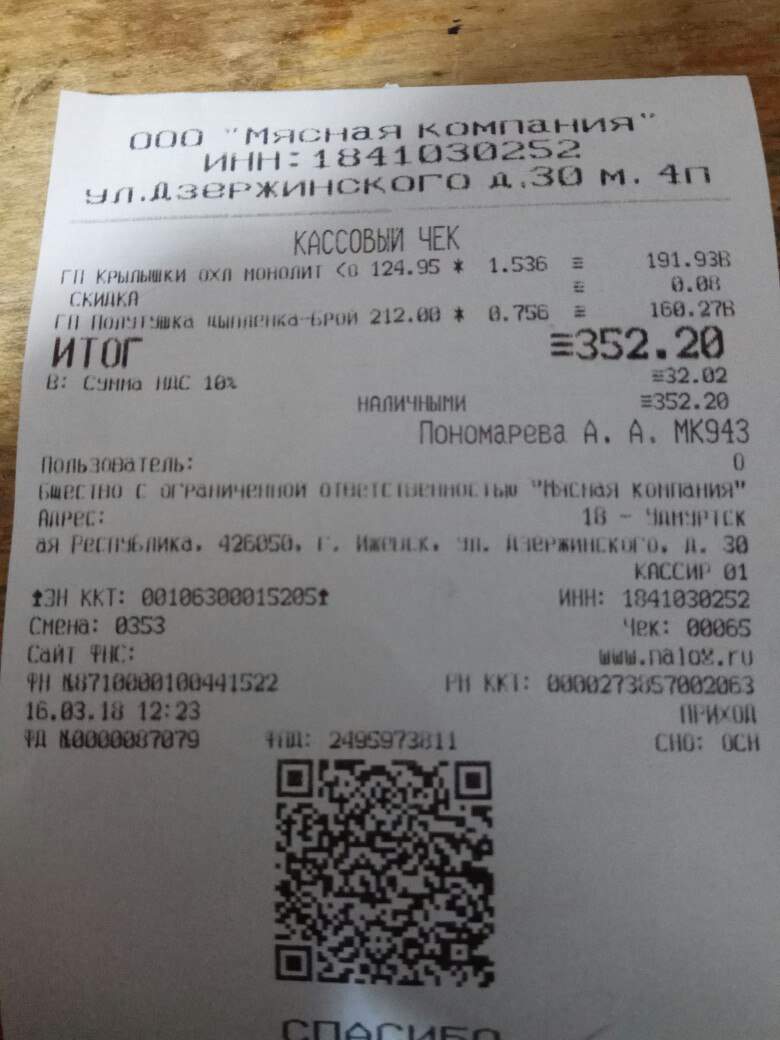 ООО "Мясная компания"
ИНН:1841030252
ул.Дзержинского д.30 м. 4п
КАССОВЫЙ ЧЕК
ГП Крылышки охл монолит <о 124.95 * 1.536 ≡ 191.93В
СКИДКА ≡ 0.08
ГП Полутушка цыпленка-брой 212.00 * 0.756 ≡ 160.27В
ИТОГ ≡352.20
В: Сумма НДС 10% ≡32.02
НАЛИЧНЫМИ ≡352.20
Пономарева А. А. МК943
Пользователь: О
бщество с ограниченной ответственностью "Мясная компания"
Адрес: 18 - Удмуртск
ая Республика, 426050, г. Ижевск, ул. Дзержинского, д. 30
КАССИР 01
↑ЗН ККТ: 00106300015205↑ ИНН: 1841030252
Смена: 0353 Чек: 00065
Сайт ФНС: www.nalog.ru
ФН №8710000100441522 РН ККТ: 0000273857002063
16.03.18 12:23 ПРИХОД
ФД №0000087079 ФПД: 2495973811 СНО: ОСН
СПАСИБО